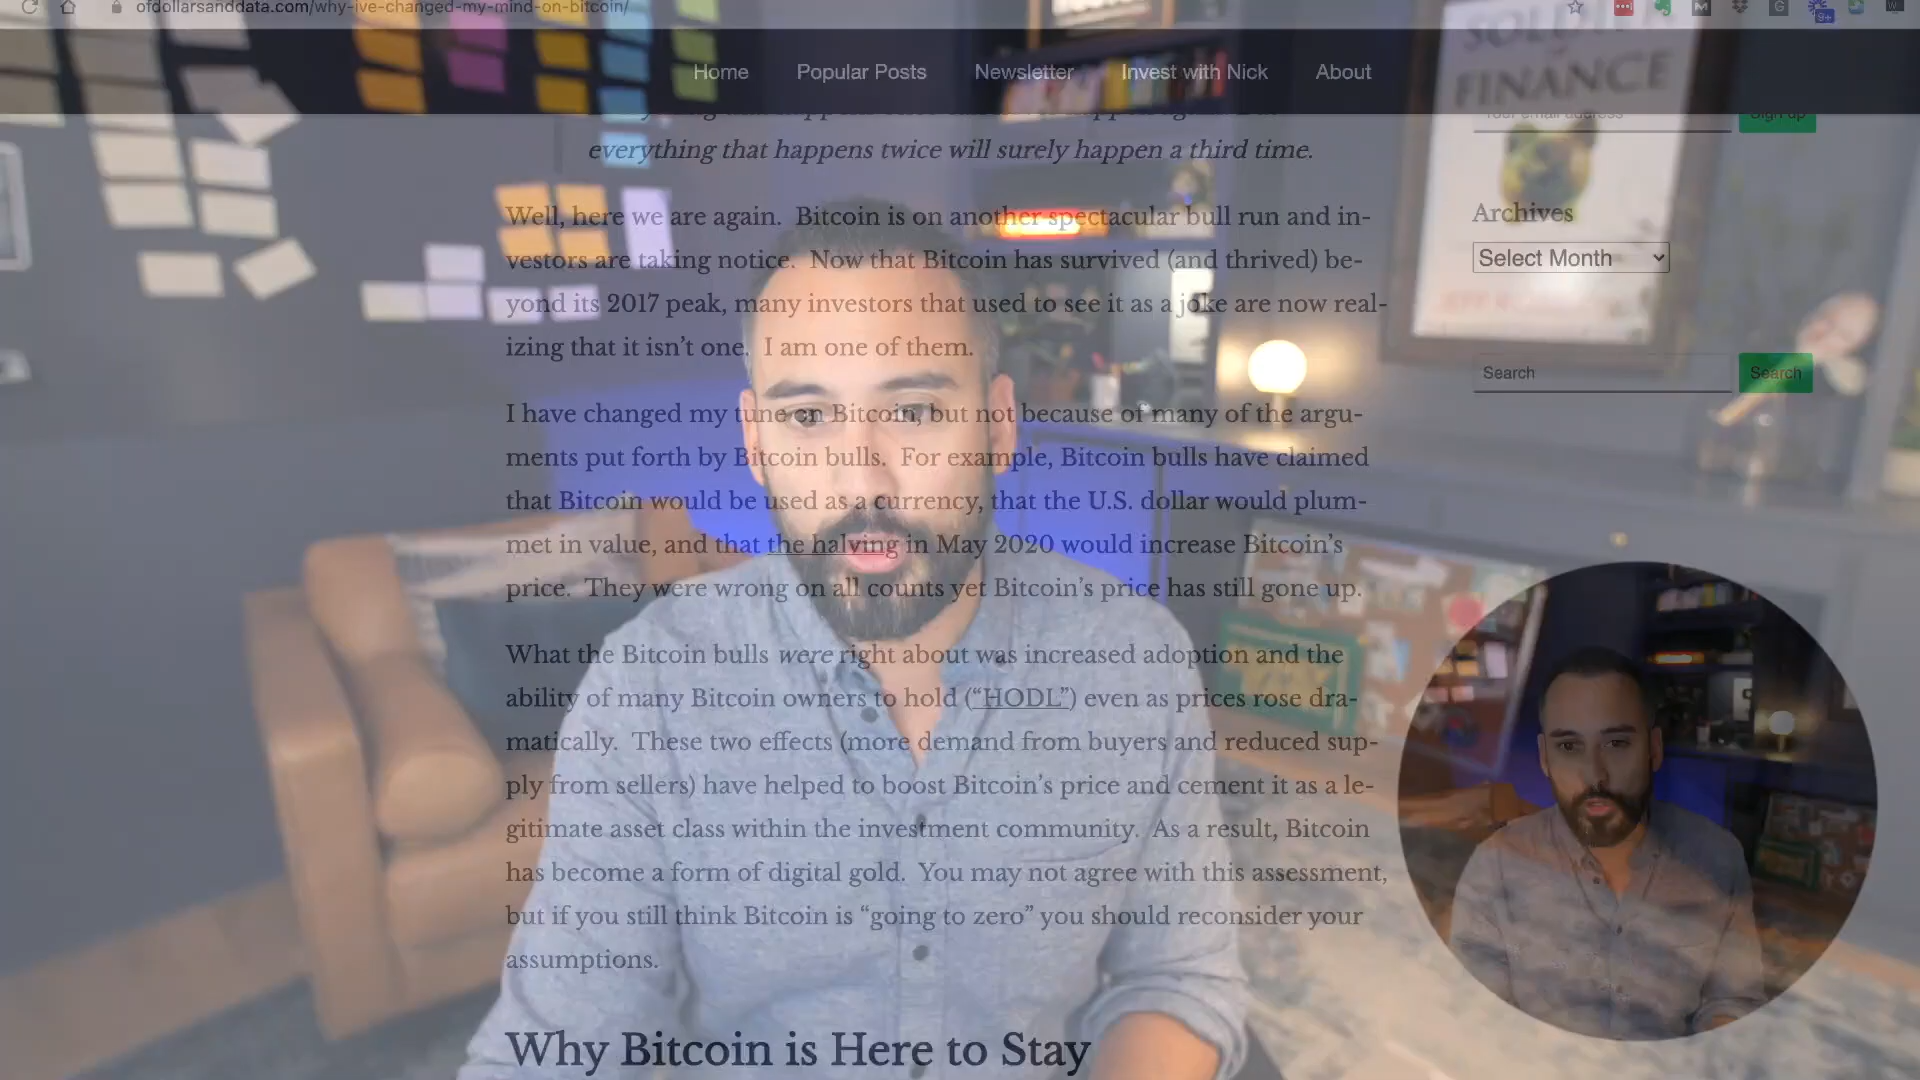 ofdollarsanddata.com/why-ive-changed-my-mind-on-bitcoin/
9+
Home Popular Posts Newsletter Invest with Nick About
FINANCE
Your email address
Sign up
everything that happens twice will surely happen a third time.
Well, here we are again. Bitcoin is on another spectacular bull run and in-
vestors are taking notice. Now that Bitcoin has survived (and thrived) be-
yond its 2017 peak, many investors that used to see it as a joke are now real-
izing that it isn’t one. I am one of them.
I have changed my tune on Bitcoin, but not because of many of the argu-
ments put forth by Bitcoin bulls. For example, Bitcoin bulls have claimed
that Bitcoin would be used as a currency, that the U.S. dollar would plum-
met in value, and that the halving in May 2020 would increase Bitcoin’s
price. They were wrong on all counts yet Bitcoin’s price has still gone up.
What the Bitcoin bulls were right about was increased adoption and the
ability of many Bitcoin owners to hold (“HODL”) even as prices rose dra-
matically. These two effects (more demand from buyers and reduced sup-
ply from sellers) have helped to boost Bitcoin’s price and cement it as a le-
gitimate asset class within the investment community. As a result, Bitcoin
has become a form of digital gold. You may not agree with this assessment,
but if you still think Bitcoin is “going to zero” you should reconsider your
assumptions.
Why Bitcoin is Here to Stay
Archives
Select Month
Search
Search